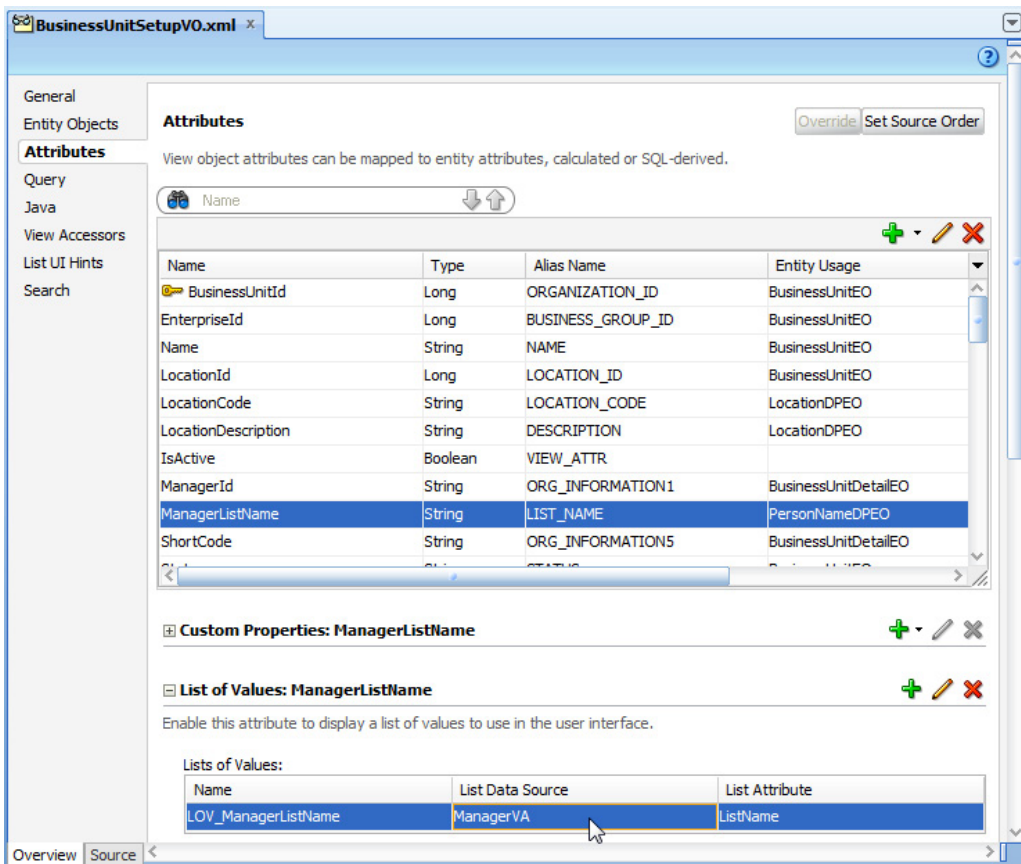 BusinessUnitSetupVO.xml x
General
Entity Objects
Attributes
Query
Java
View Accessors
List UI Hints
Search
Attributes
Override Set Source Order
View object attributes can be mapped to entity attributes, calculated or SQL-derived.
Name
Name Type Alias Name Entity Usage
BusinessUnitId Long ORGANIZATION_ID BusinessUnitEO
EnterpriseId Long BUSINESS_GROUP_ID BusinessUnitEO
Name String NAME BusinessUnitEO
LocationId Long LOCATION_ID BusinessUnitEO
LocationCode String LOCATION_CODE LocationDPEO
LocationDescription String DESCRIPTION LocationDPEO
IsActive Boolean VIEW_ATTR
ManagerId String ORG_INFORMATION1 BusinessUnitDetailEO
ManagerListName String LIST_NAME PersonNameDPEO
ShortCode String ORG_INFORMATION5 BusinessUnitDetailEO
Custom Properties: ManagerListName
List of Values: ManagerListName
Enable this attribute to display a list of values to use in the user interface.
Lists of Values:
Name List Data Source List Attribute
LOV_ManagerListName ManagerVA ListName
Overview Source